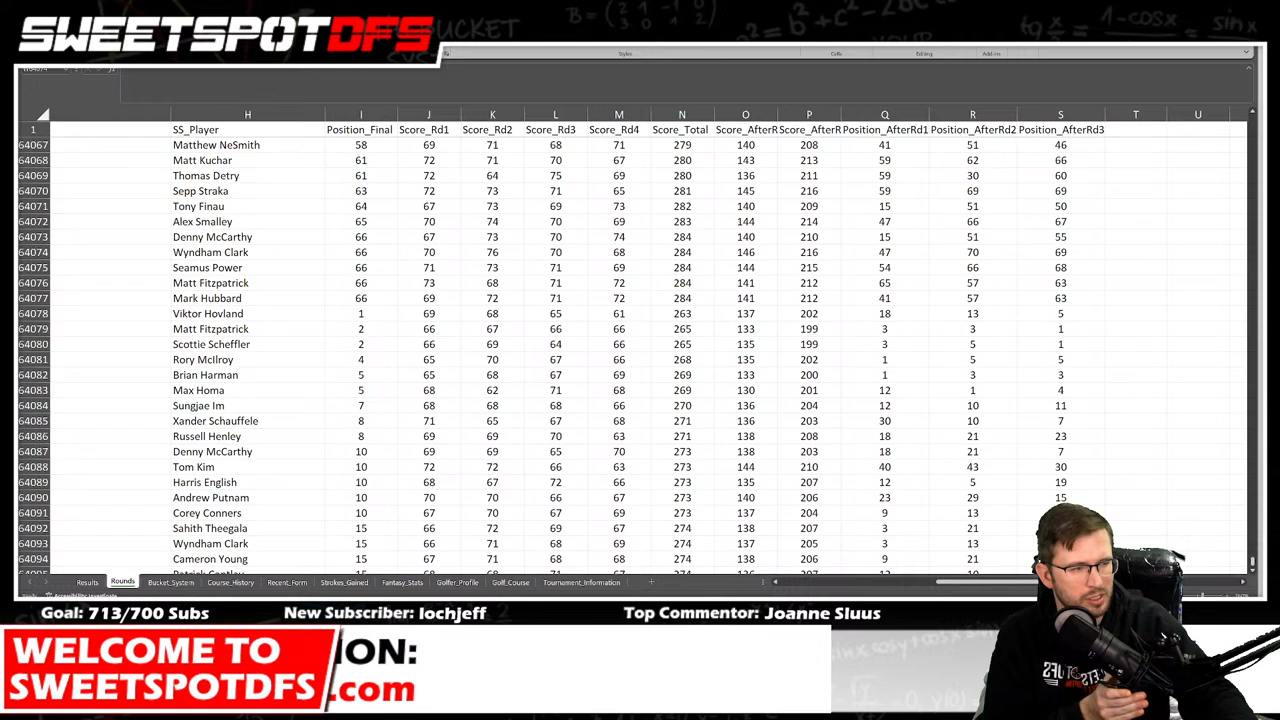 SWEETSPOTDFS
BUCKET
Styles Cells Editing Add-ins
H I J K L M N O P Q R S T U
1 SS_Player Position_Final Score_Rd1 Score_Rd2 Score_Rd3 Score_Rd4 Score_Total Score_AfterR Score_AfterR Position_AfterRd1 Position_AfterRd2 Position_AfterRd3
64067 Matthew NeSmith 58 69 71 68 71 279 140 208 41 51 46
64068 Matt Kuchar 61 72 71 70 67 280 143 213 59 62 66
64069 Thomas Detry 61 72 64 75 69 280 136 211 59 30 60
64070 Sepp Straka 63 72 73 71 65 281 145 216 59 69 69
64071 Tony Finau 64 67 73 69 73 282 140 209 15 51 50
64072 Alex Smalley 65 70 74 70 69 283 144 214 47 66 67
64073 Denny McCarthy 66 67 73 70 74 284 140 210 15 51 55
64074 Wyndham Clark 66 70 76 70 68 284 146 216 47 70 69
64075 Seamus Power 66 71 73 71 69 284 144 215 54 66 68
64076 Matt Fitzpatrick 66 73 68 71 72 284 141 212 65 57 63
64077 Mark Hubbard 66 69 72 71 72 284 141 212 41 57 63
64078 Viktor Hovland 1 69 68 65 61 263 137 202 18 13 5
64079 Matt Fitzpatrick 2 66 67 66 66 265 133 199 3 3 1
64080 Scottie Scheffler 2 66 69 64 66 265 135 199 3 5 1
64081 Rory McIlroy 4 65 70 67 66 268 135 202 1 5 5
64082 Brian Harman 5 65 68 67 69 269 133 200 1 3 3
64083 Max Homa 5 68 62 71 68 269 130 201 12 1 4
64084 Sungjae Im 7 68 68 68 66 270 136 204 12 10 11
64085 Xander Schauffele 8 71 65 67 68 271 136 203 30 10 7
64086 Russell Henley 8 69 69 70 63 271 138 208 18 21 23
64087 Denny McCarthy 10 69 69 65 70 273 138 203 18 21 7
64088 Tom Kim 10 72 72 66 63 273 144 210 40 43 30
64089 Harris English 10 68 67 72 66 273 135 207 12 5 19
64090 Andrew Putnam 10 70 70 66 67 273 140 206 23 29 15
64091 Corey Conners 10 67 70 67 69 273 137 204 9 13
64092 Sahith Theegala 15 66 72 69 67 274 138 207 3 21
64093 Wyndham Clark 15 66 71 68 69 274 137 205 3 13
64094 Cameron Young 15 67 71 68 68 274 138 206 9 21
Results Rounds Bucket_System Course_History Recent_Form Strokes_Gained Fantasy_Stats Golfer_Profile Golf_Course Tournament_Information
Accessibility: Investigate
Goal: 713/700 Subs New Subscriber: lochjeff Top Commentor: Joanne Sluus
WELCOME TO
SWEETSPOTDFS
ION:
.com